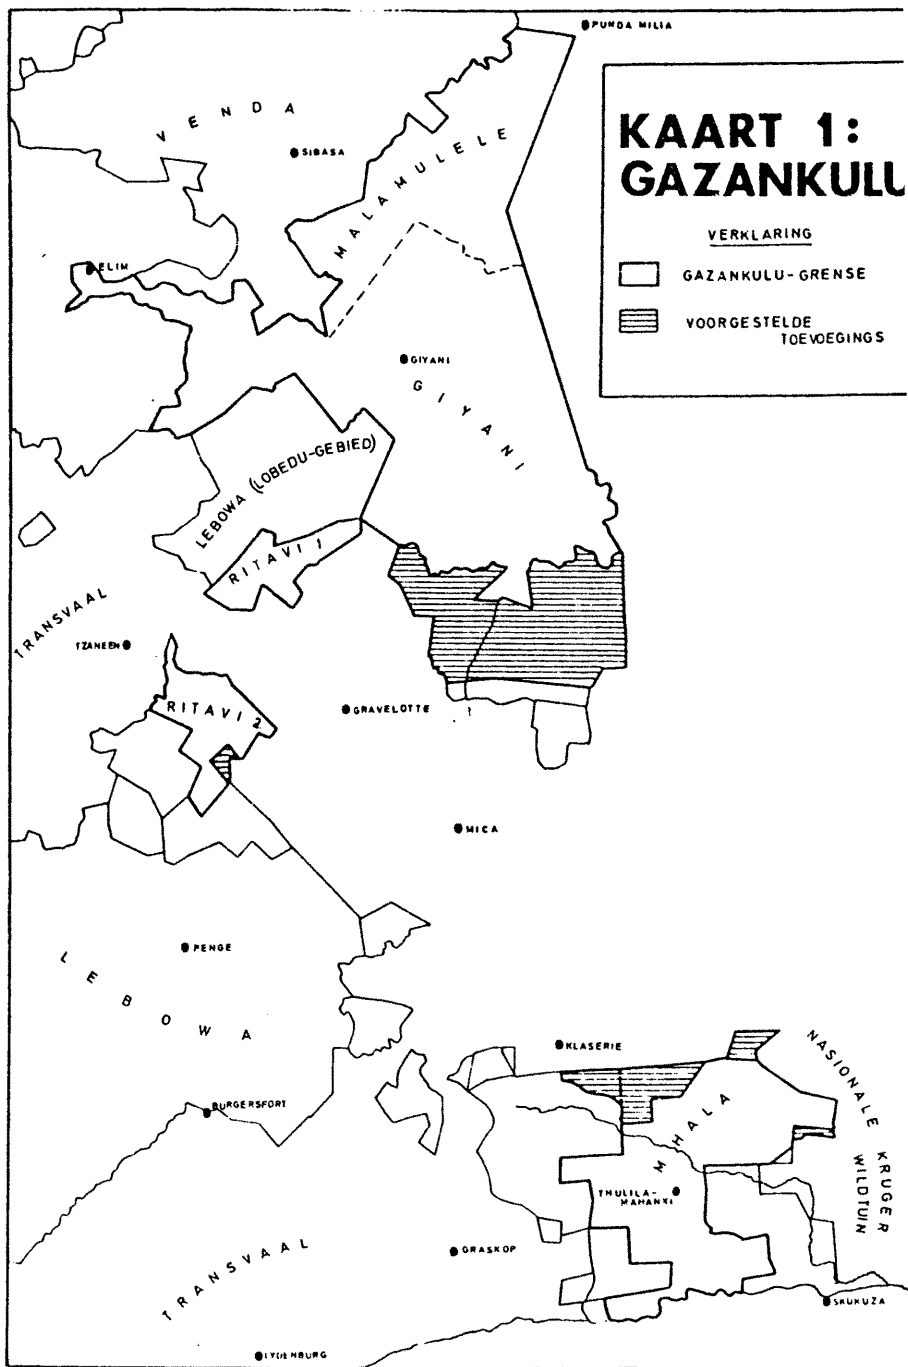 PUNDA MILIA
KAART 1:
GAZANKULU
VERKLARING
GAZANKULU-GRENSE
VOORGESTELDE
TOEVOEGINGS
VENDA
SIBASA
MALAMULELE
ELIM
GIYANI
GIYANI
LEBOWA (LOBEDU-GEBIED)
RITAVI 1
TRANSVAAL
TZANEEN
RITAVI 2
GRAVELOTTE
MICA
PENGE
LEBOWA
KLASERIE
NASIONALE KRUGER
WILDTUIN
BURGERSFORT
MHALA
THULILA-
MAHANXI
GRASKOP
TRANSVAAL
SKUKUZA
LYDENBURG